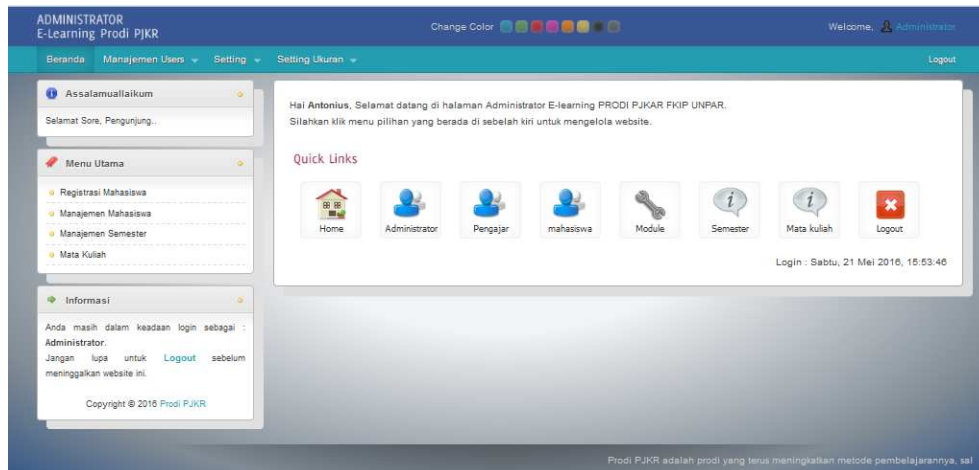 ADMINISTRATOR
E-Learning Prodi PJKR
Change Color
Welcome, Administrator
Beranda Manajemen Users Setting Setting Ukuran Logout
Assalamuallaikum
Selamat Sore, Pengunjung..
Menu Utama
Registrasi Mahasiswa
Manajemen Mahasiswa
Manajemen Semester
Mata Kuliah
Informasi
Anda masih dalam keadaan login sebagai :
Administrator.
Jangan lupa untuk Logout sebelum
meninggalkan website ini.
Copyright © 2016 Prodi PJKR
Hai Antonius, Selamat datang di halaman Administrator E-learning PRODI PJKAR FKIP UNPAR.
Silahkan klik menu pilihan yang berada di sebelah kiri untuk mengelola website.
Quick Links
Home Administrator Pengajar mahasiswa Module Semester Mata kuliah Logout
Login : Sabtu, 21 Mei 2016, 15:53:46
Prodi PJKR adalah prodi yang terus meningkatkan metode pembelajarannya, sal